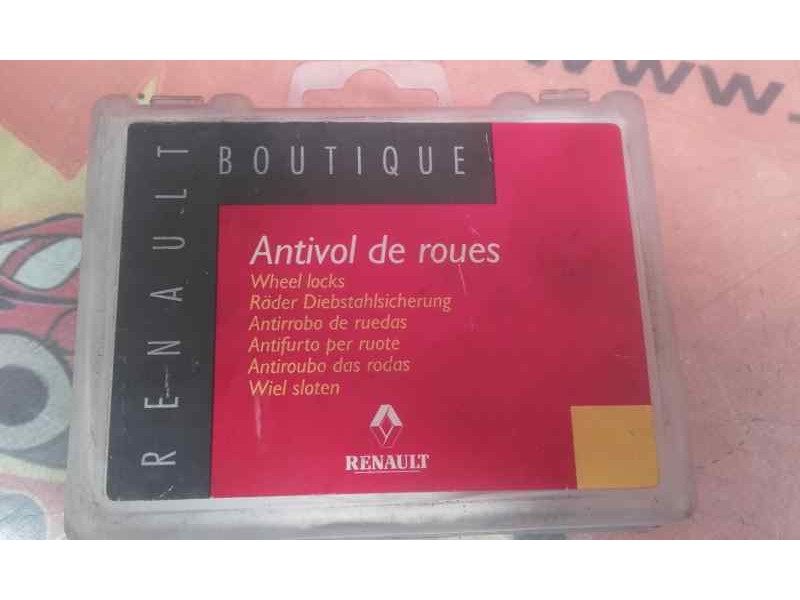 RENAULT
BOUTIQUE
Antivol de roues
Wheel locks
Räder Diebstahlsicherung
Antirrobo de ruedas
Antifurto per ruote
Antiroubo das rodas
Wiel sloten
RENAULT
www.